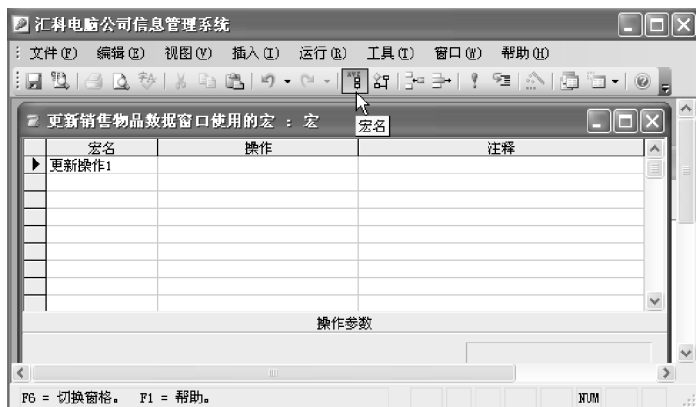 汇科电脑公司信息管理系统
文件(F) 编辑(E) 视图(V) 插入(I) 运行(R) 工具(T) 窗口(W) 帮助(H)
更新销售物品数据窗口使用的宏 : 宏
宏名
宏名 操作 注释
更新操作1
操作参数
F6 = 切换窗格。 F1 = 帮助。 NUM